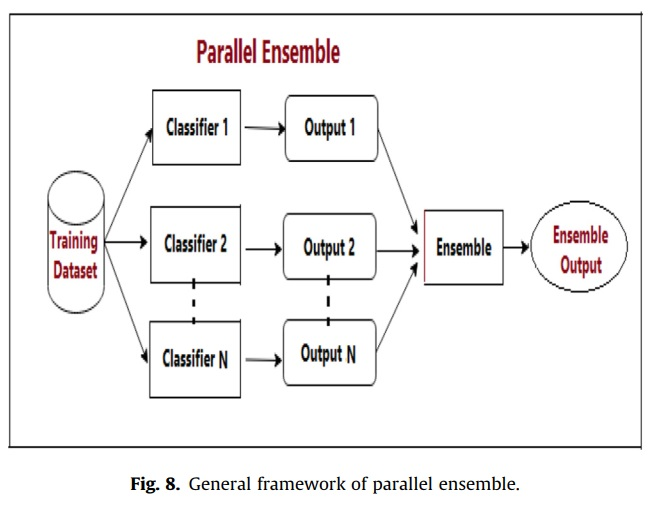 Parallel Ensemble
Classifier 1
Output 1
Training
Dataset
Classifier 2
Output 2
Ensemble
Ensemble
Output
Classifier N
Output N
Fig. 8. General framework of parallel ensemble.